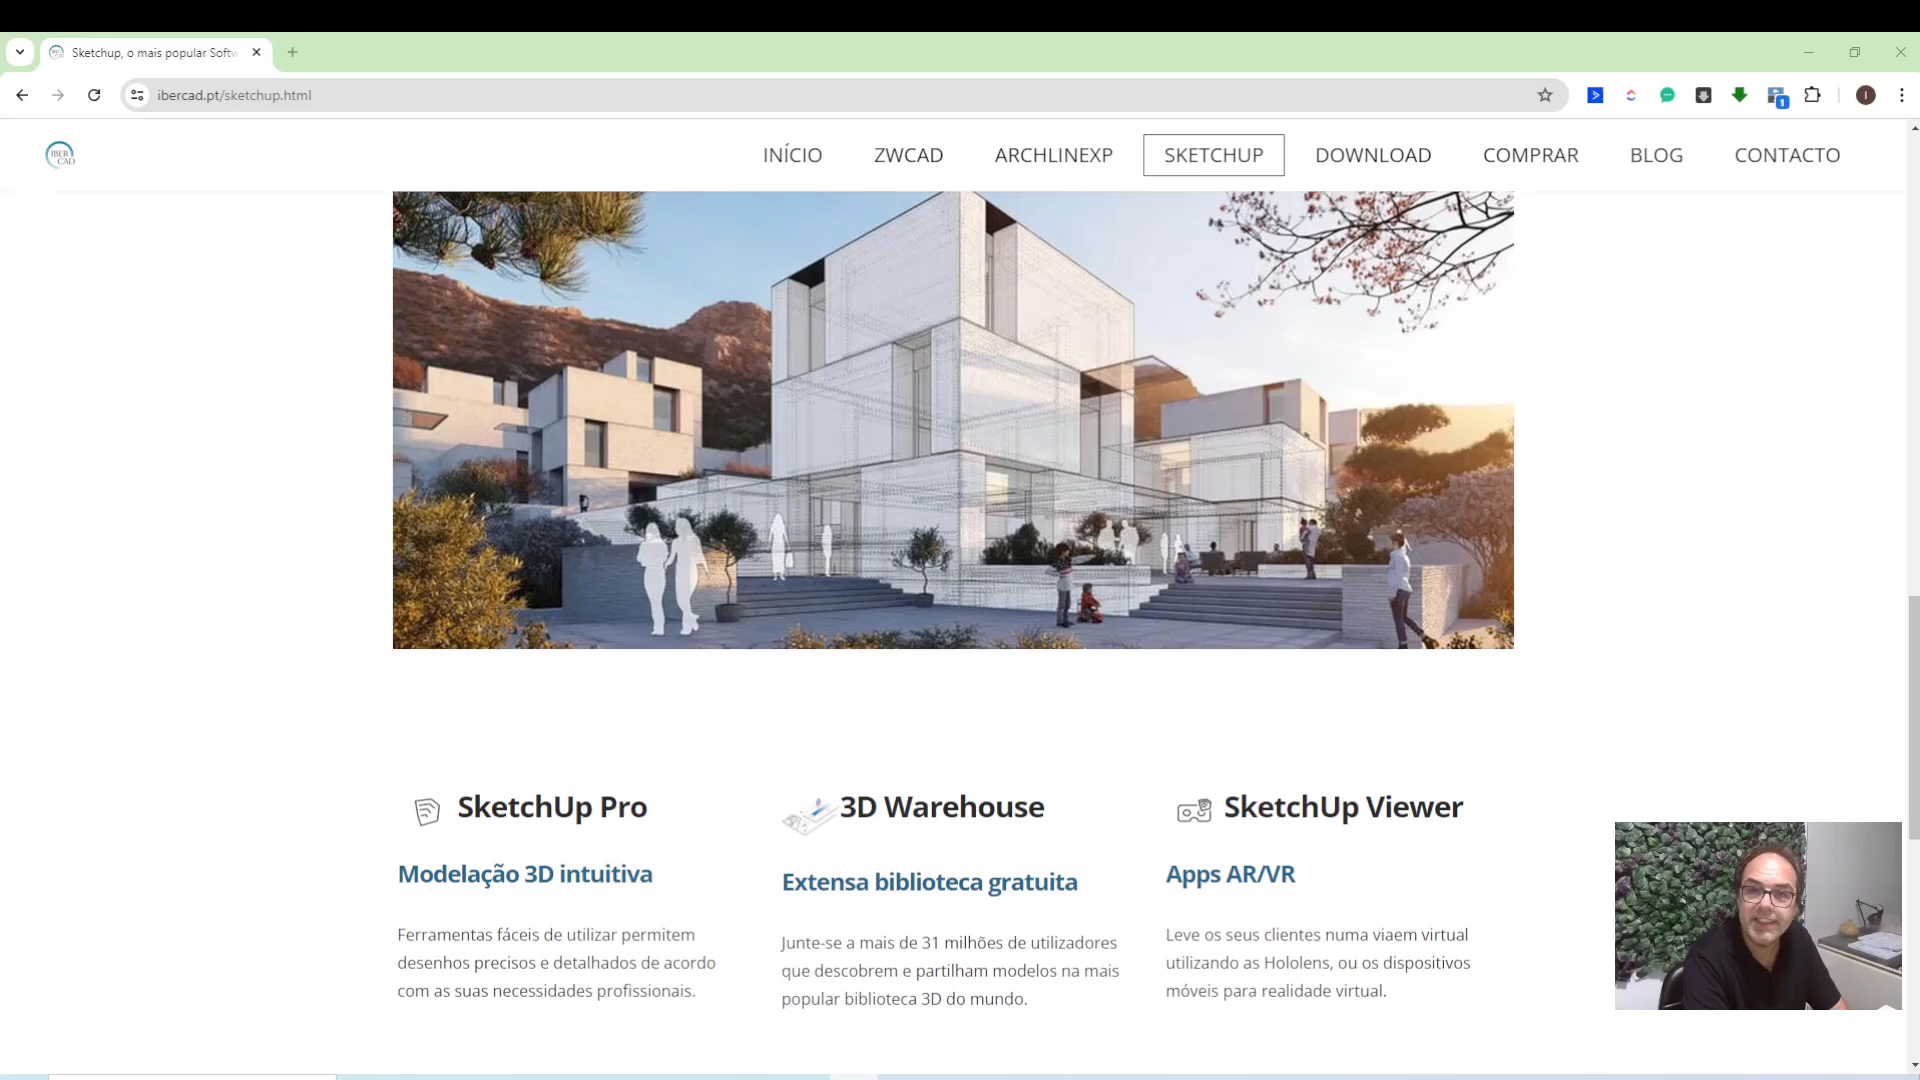 Sketchup, o mais popular Softw
ibercad.pt/sketchup.html
1
I
IBER
CAD
INÍCIO
ZWCAD
ARCHLINEXP
SKETCHUP
DOWNLOAD
COMPRAR
BLOG
CONTACTO
SketchUp Pro
Modelação 3D intuitiva
Ferramentas fáceis de utilizar permitem
desenhos precisos e detalhados de acordo
com as suas necessidades profissionais.
3D Warehouse
Extensa biblioteca gratuita
Junte-se a mais de 31 milhões de utilizadores
que descobrem e partilham modelos na mais
popular biblioteca 3D do mundo.
SketchUp Viewer
Apps AR/VR
Leve os seus clientes numa viaem virtual
utilizando as Hololens, ou os dispositivos
móveis para realidade virtual.